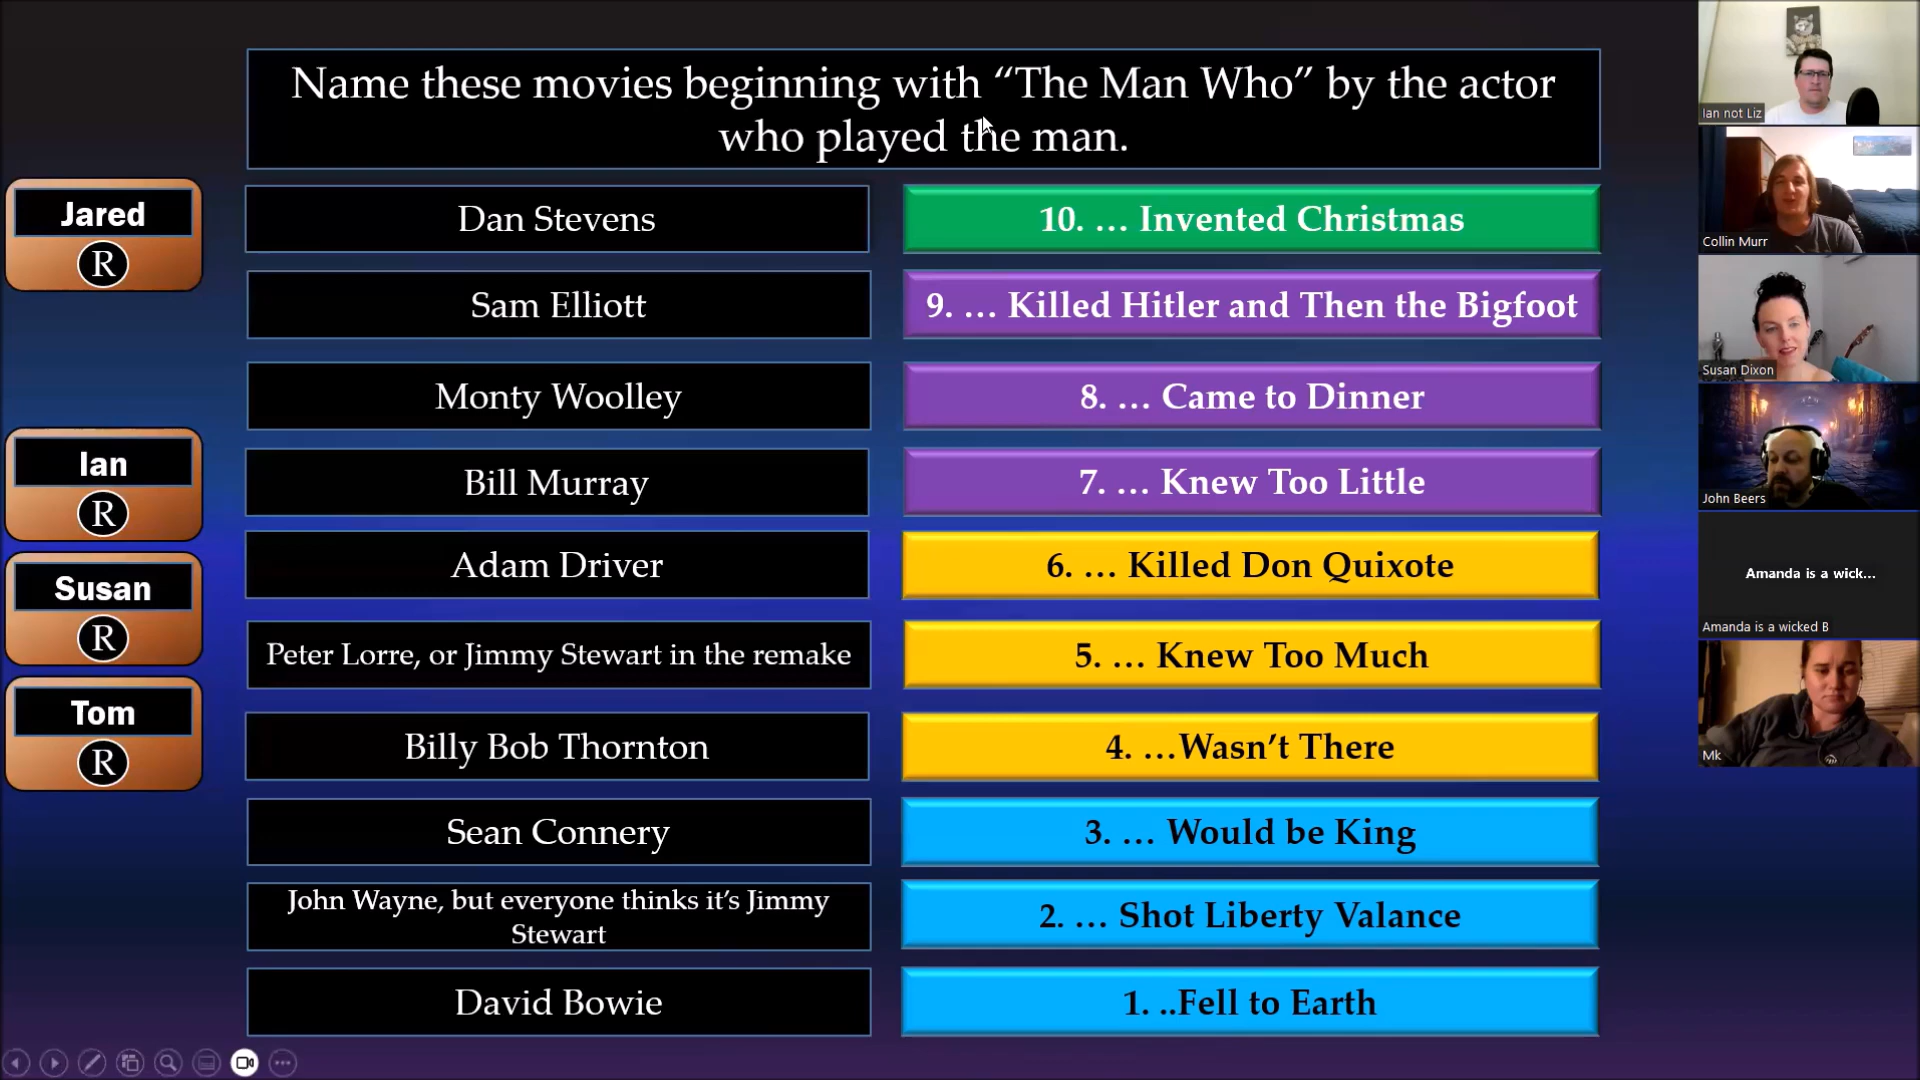 Name these movies beginning with “The Man Who” by the actor
who played the man.
Jared
R
Ian
R
Susan
R
Tom
R
Dan Stevens
10. … Invented Christmas
Sam Elliott
9. … Killed Hitler and Then the Bigfoot
Monty Woolley
8. … Came to Dinner
Bill Murray
7. … Knew Too Little
Adam Driver
6. … Killed Don Quixote
Peter Lorre, or Jimmy Stewart in the remake
5. … Knew Too Much
Billy Bob Thornton
4. …Wasn’t There
Sean Connery
3. … Would be King
John Wayne, but everyone thinks it’s Jimmy
Stewart
2. … Shot Liberty Valance
David Bowie
1. ..Fell to Earth
Ian not Liz
Collin Murr
Susan Dixon
John Beers
Amanda is a wick...
Amanda is a wicked B
Mk